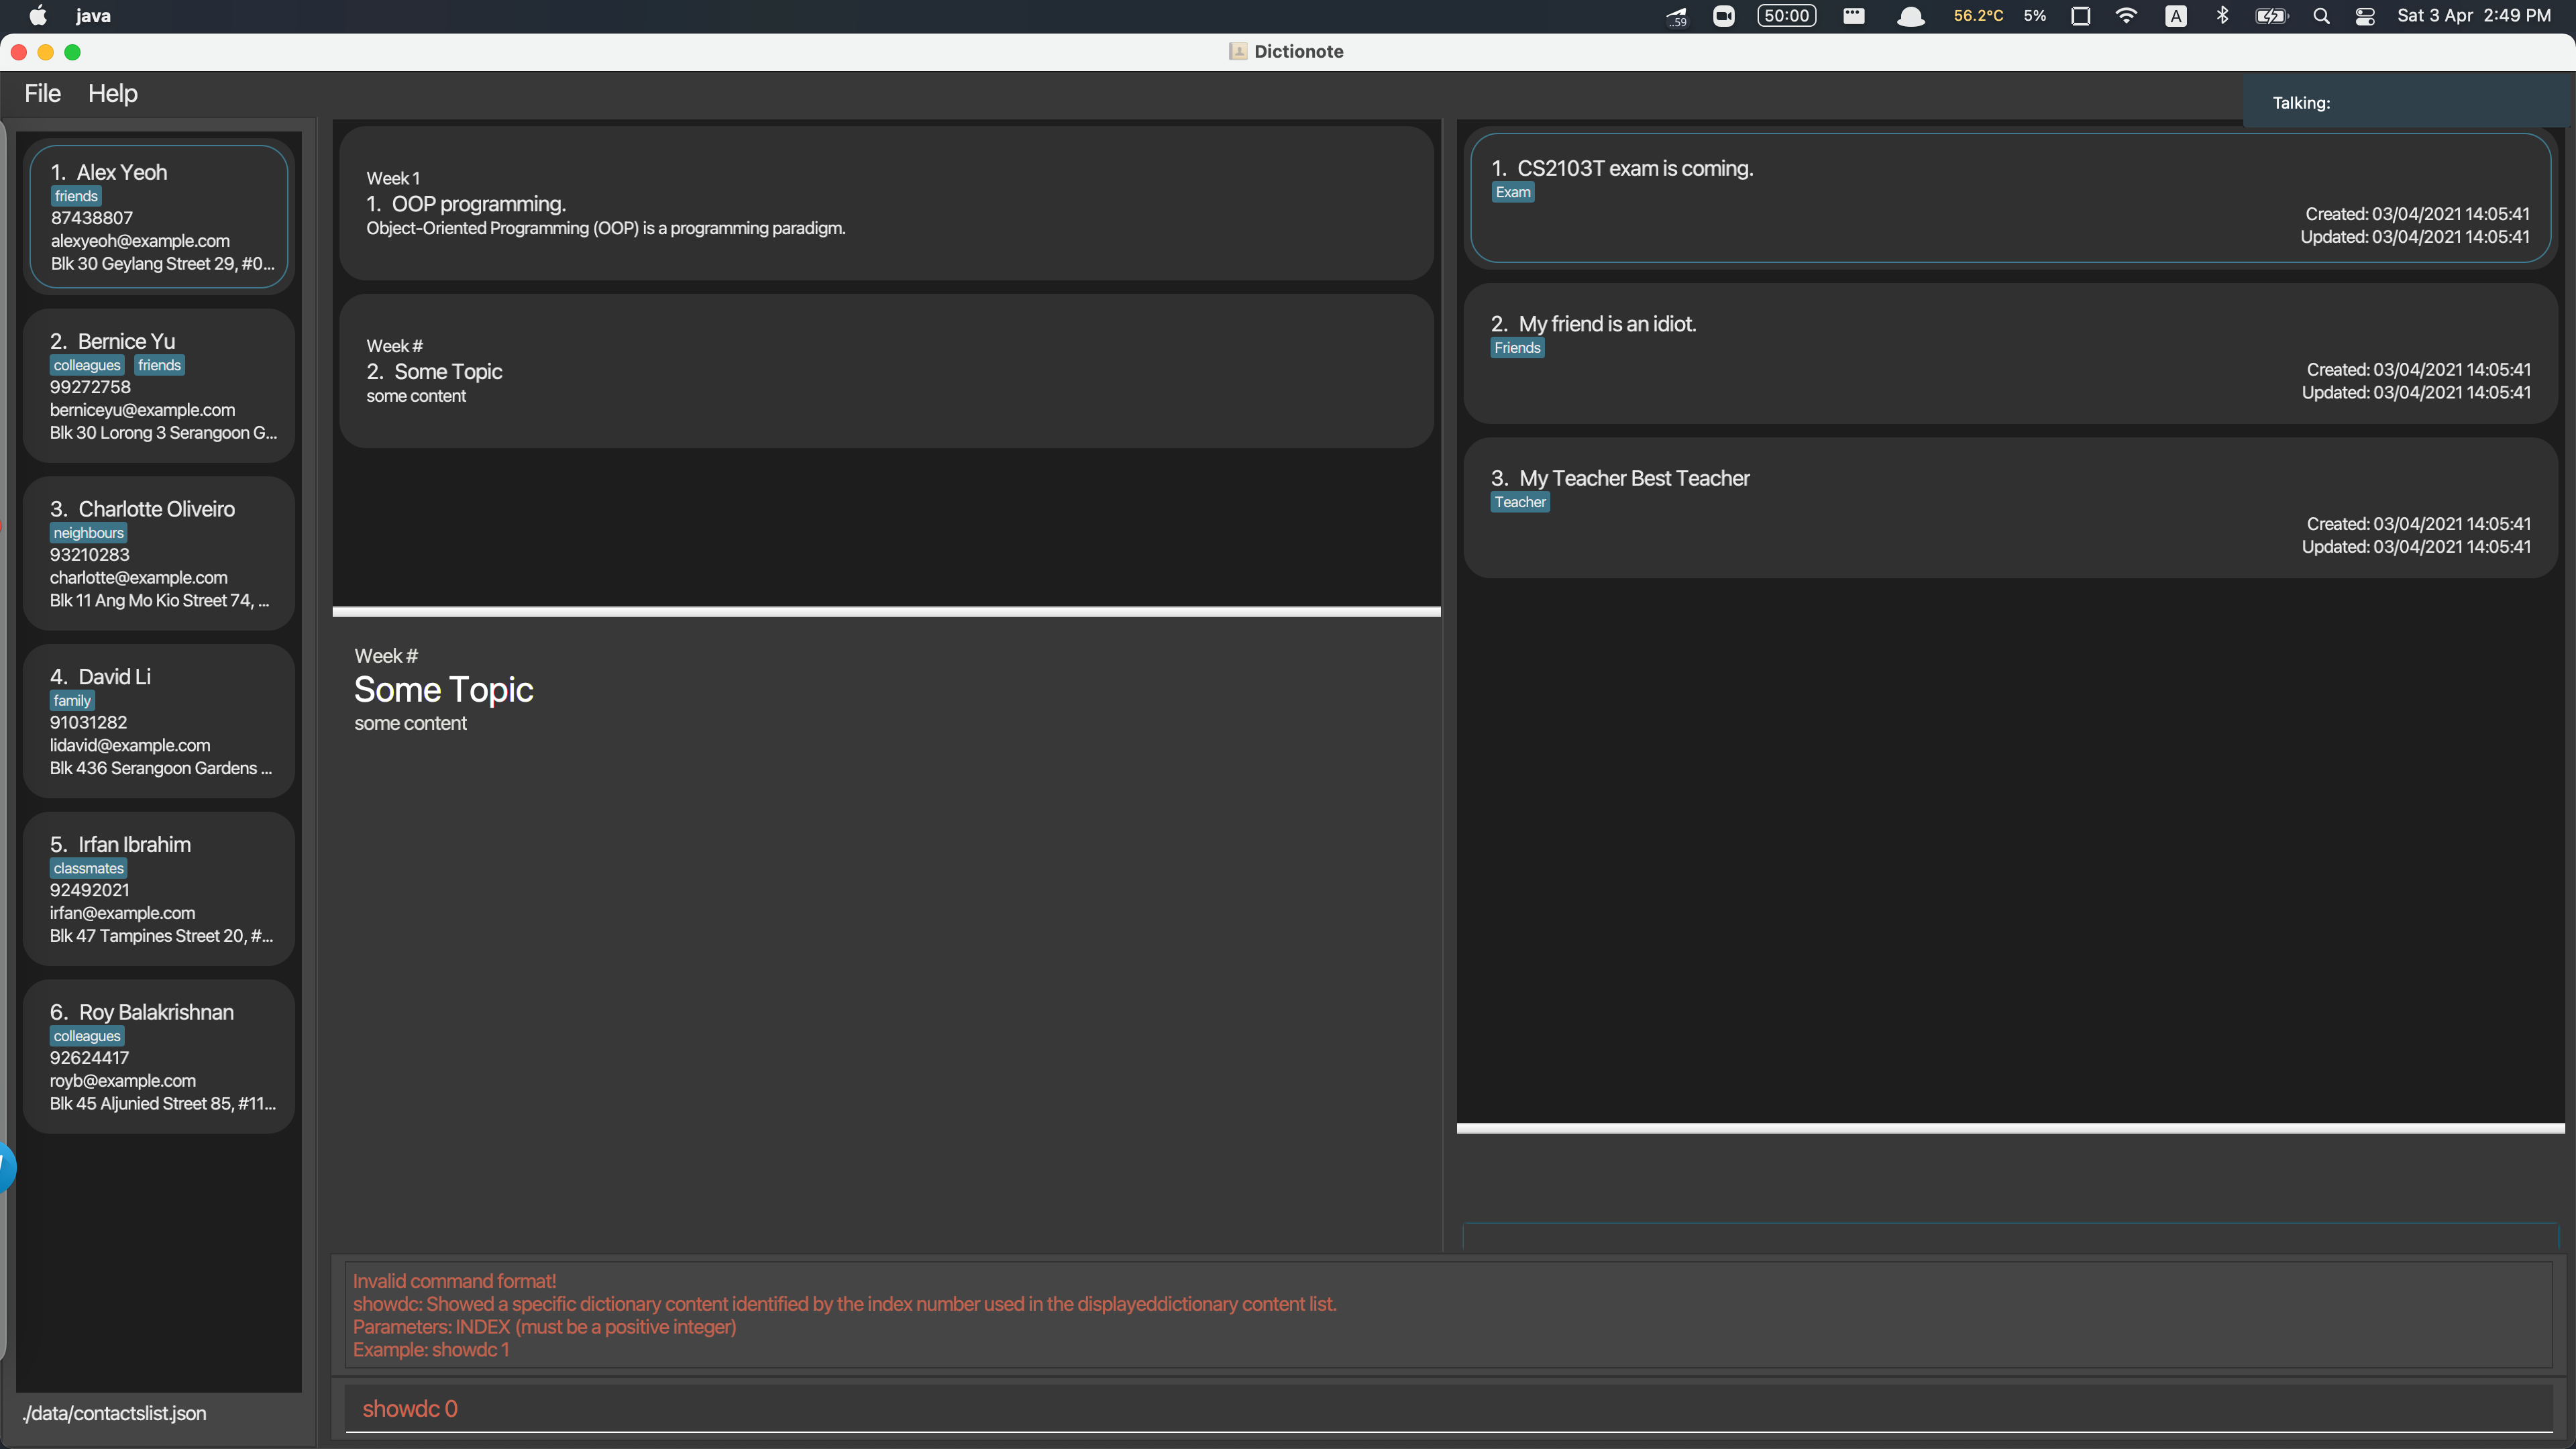 java
..59
50:00
56.2°C 5%
A
Sat 3 Apr 2:49 PM
Dictionote
File Help
Talking:
1. Alex Yeoh
friends
87438807
alexyeoh@example.com
Blk 30 Geylang Street 29, #0...
2. Bernice Yu
colleagues friends
99272758
berniceyu@example.com
Blk 30 Lorong 3 Serangoon G...
3. Charlotte Oliveiro
neighbours
93210283
charlotte@example.com
Blk 11 Ang Mo Kio Street 74, ...
4. David Li
family
91031282
lidavid@example.com
Blk 436 Serangoon Gardens ...
5. Irfan Ibrahim
classmates
92492021
irfan@example.com
Blk 47 Tampines Street 20, #...
6. Roy Balakrishnan
colleagues
92624417
royb@example.com
Blk 45 Aljunied Street 85, #11...
./data/contactslist.json
Week 1
1. OOP programming.
Object-Oriented Programming (OOP) is a programming paradigm.
Week #
2. Some Topic
some content
Week #
Some Topic
some content
1. CS2103T exam is coming.
Exam
Created: 03/04/2021 14:05:41
Updated: 03/04/2021 14:05:41
2. My friend is an idiot.
Friends
Created: 03/04/2021 14:05:41
Updated: 03/04/2021 14:05:41
3. My Teacher Best Teacher
Teacher
Created: 03/04/2021 14:05:41
Updated: 03/04/2021 14:05:41
Invalid command format!
showdc: Showed a specific dictionary content identified by the index number used in the displayeddictionary content list.
Parameters: INDEX (must be a positive integer)
Example: showdc 1
showdc 0